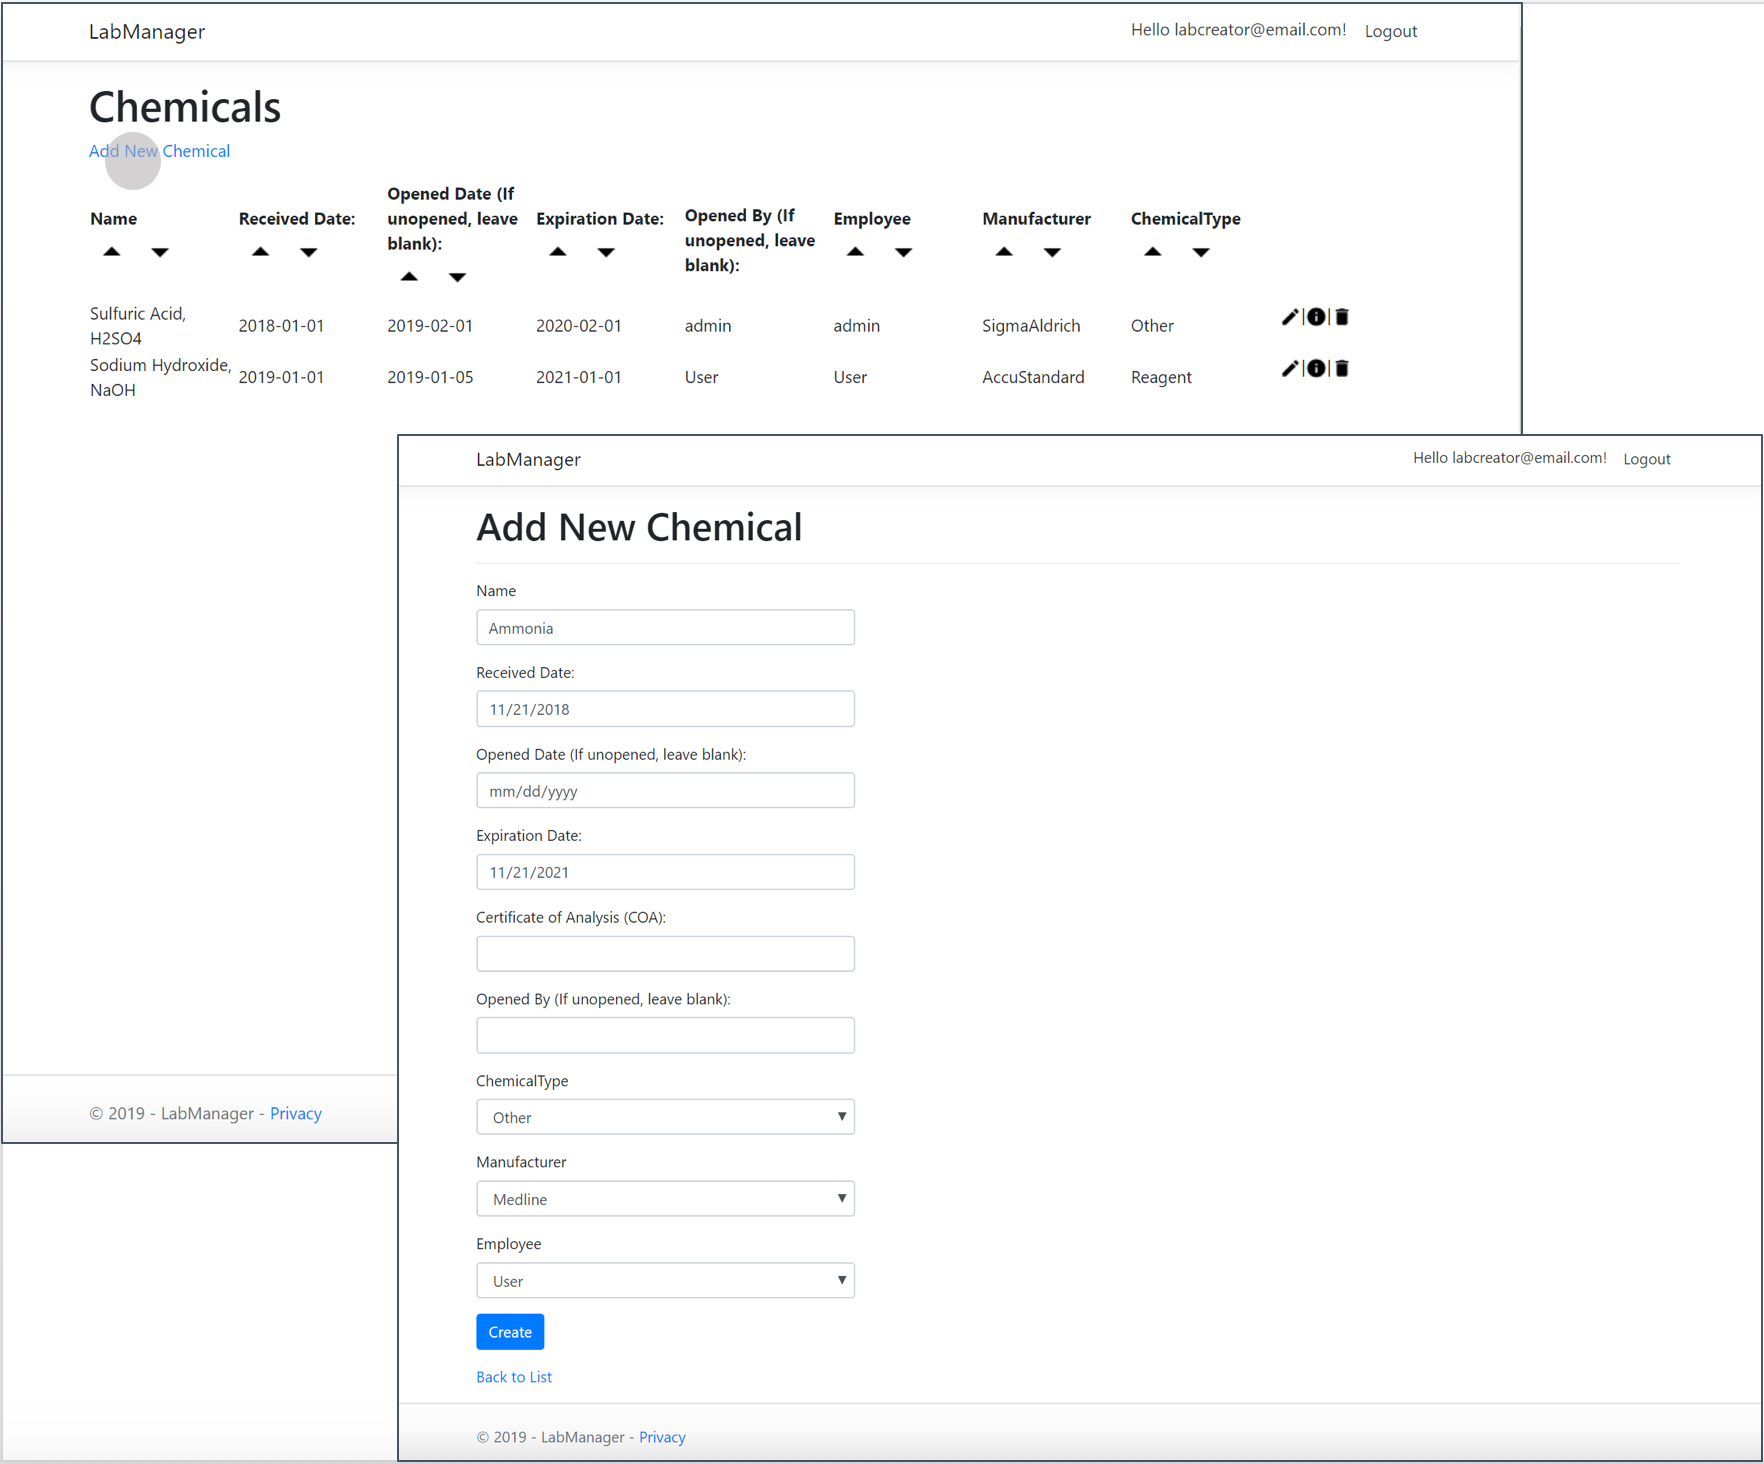 LabManager
Hello labcreator@email.com!
Logout
Chemicals
Add New Chemical
Name
Received Date:
Opened Date (If
unopened, leave
blank):
Expiration Date:
Opened By (If
unopened, leave
blank):
Employee
Manufacturer
ChemicalType
Sulfuric Acid,
H2SO4
2018-01-01
2019-02-01
2020-02-01
admin
admin
SigmaAldrich
Other
Sodium Hydroxide,
NaOH
2019-01-01
2019-01-05
2021-01-01
User
User
AccuStandard
Reagent
© 2019 - LabManager - Privacy
LabManager
Hello labcreator@email.com!
Logout
Add New Chemical
Name
Ammonia
Received Date:
11/21/2018
Opened Date (If unopened, leave blank):
mm/dd/yyyy
Expiration Date:
11/21/2021
Certificate of Analysis (COA):
Opened By (If unopened, leave blank):
ChemicalType
Other
Manufacturer
Medline
Employee
User
Create
Back to List
© 2019 - LabManager - Privacy